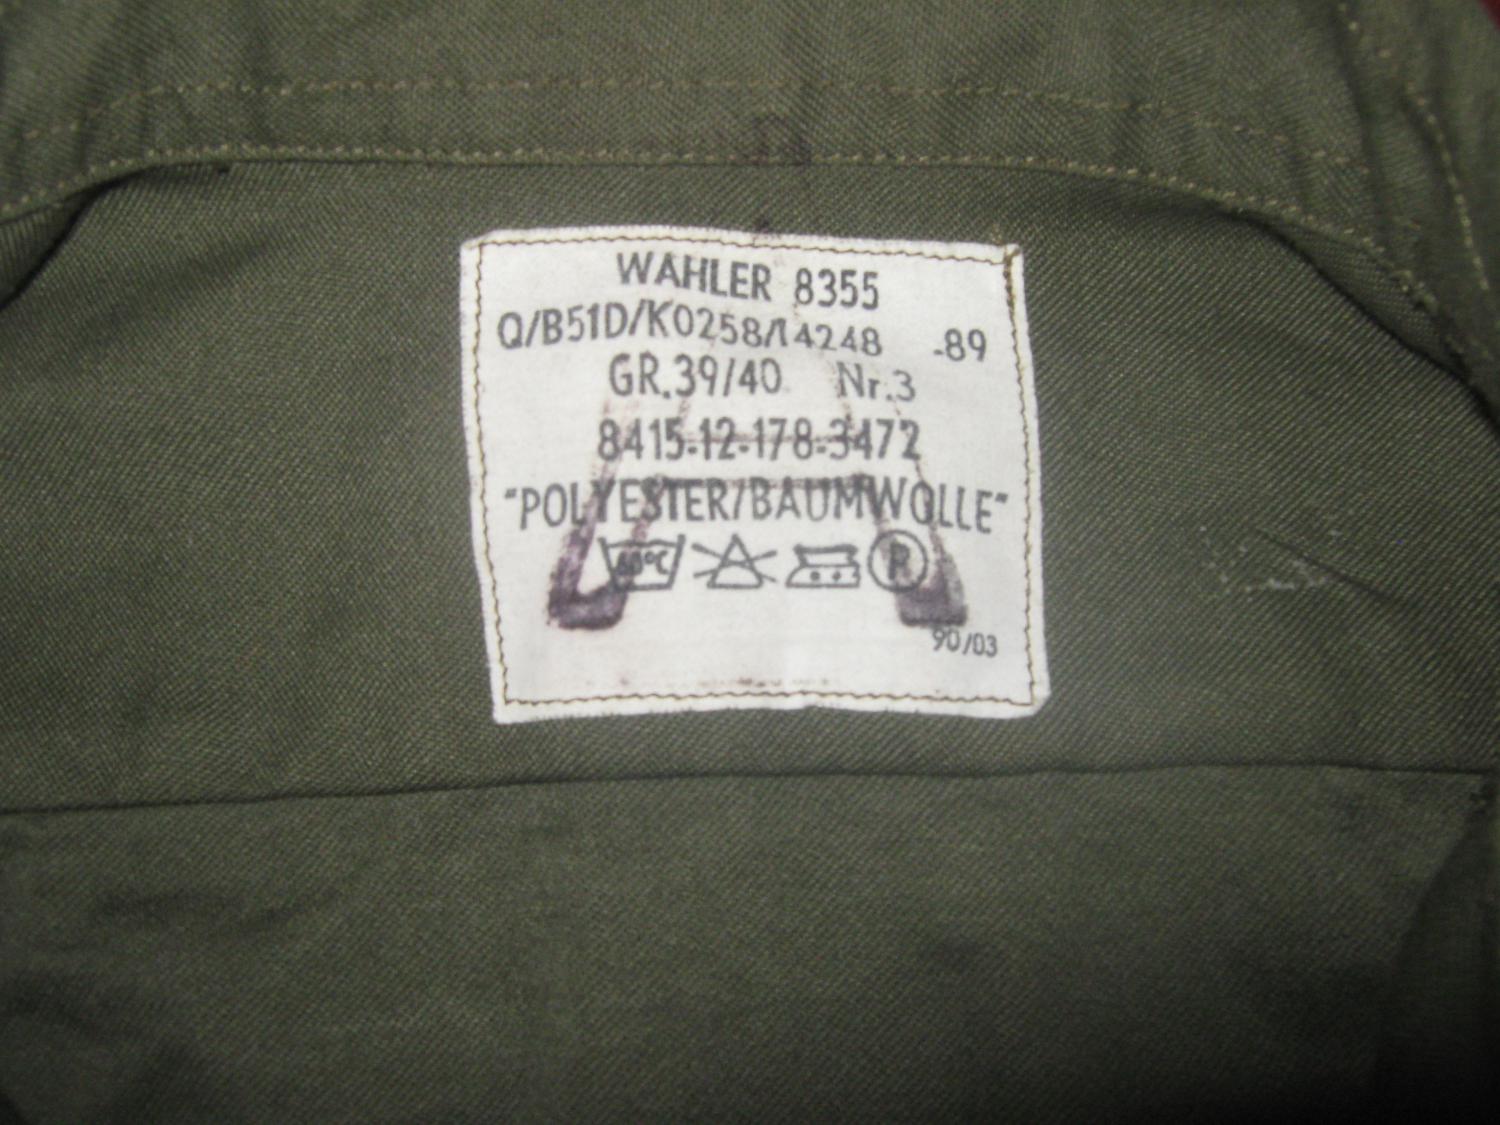 WAHLER 8355
Q/B51D/K0258/14248 -89
GR.39/40 Nr.3
8415-12-178-3472
"POLYESTER/BAUMWOLLE"
60°C P
90/03
A